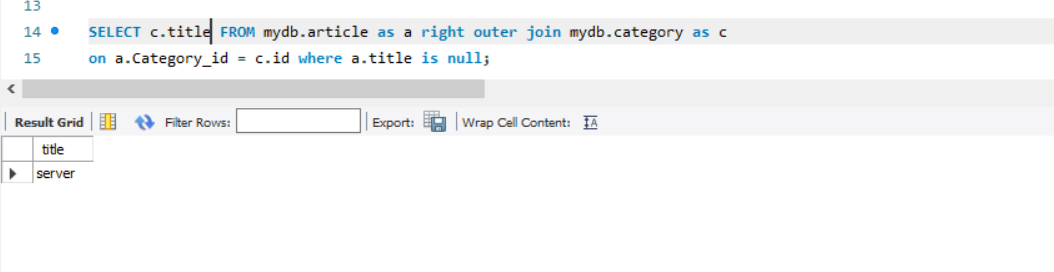 13
14 SELECT c.title FROM mydb.article as a right outer join mydb.category as c
15 on a.Category_id = c.id where a.title is null;
Result Grid Filter Rows: Export: Wrap Cell Content: IA
title
server